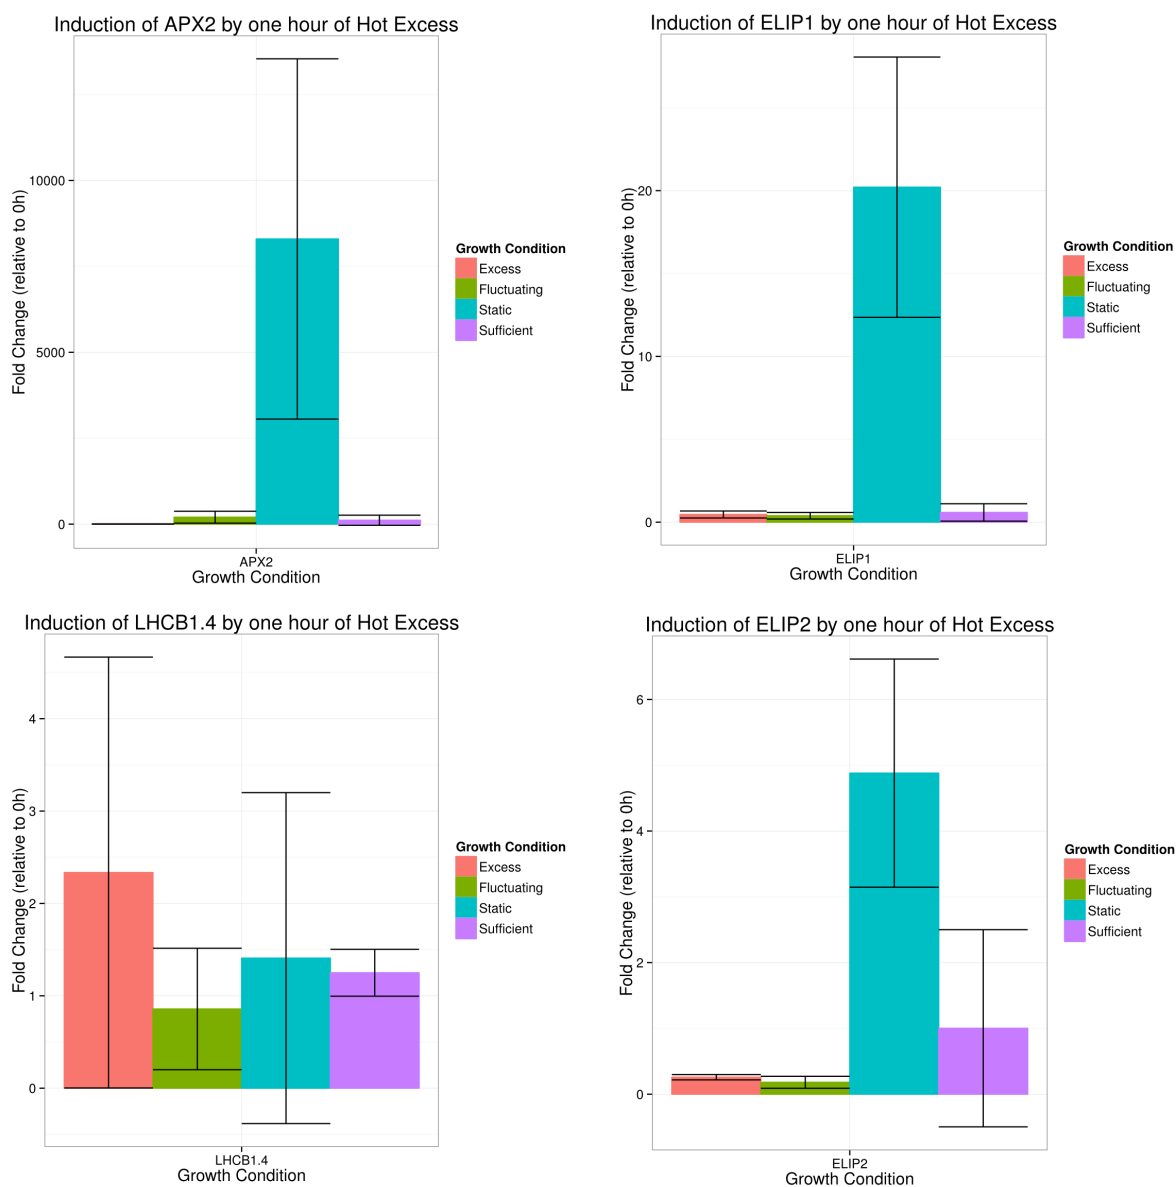 Induction of APX2 by one hour of Hot Excess
Fold Change (relative to 0h)
10000
5000
0
APX2
Growth Condition
Growth Condition
Excess
Fluctuating
Static
Sufficient
Induction of ELIP1 by one hour of Hot Excess
Fold Change (relative to 0h)
20
10
0
ELIP1
Growth Condition
Growth Condition
Excess
Fluctuating
Static
Sufficient
Induction of LHCB1.4 by one hour of Hot Excess
Fold Change (relative to 0h)
4
3
2
1
0
LHCB1.4
Growth Condition
Growth Condition
Excess
Fluctuating
Static
Sufficient
Induction of ELIP2 by one hour of Hot Excess
Fold Change (relative to 0h)
6
4
2
0
ELIP2
Growth Condition
Growth Condition
Excess
Fluctuating
Static
Sufficient